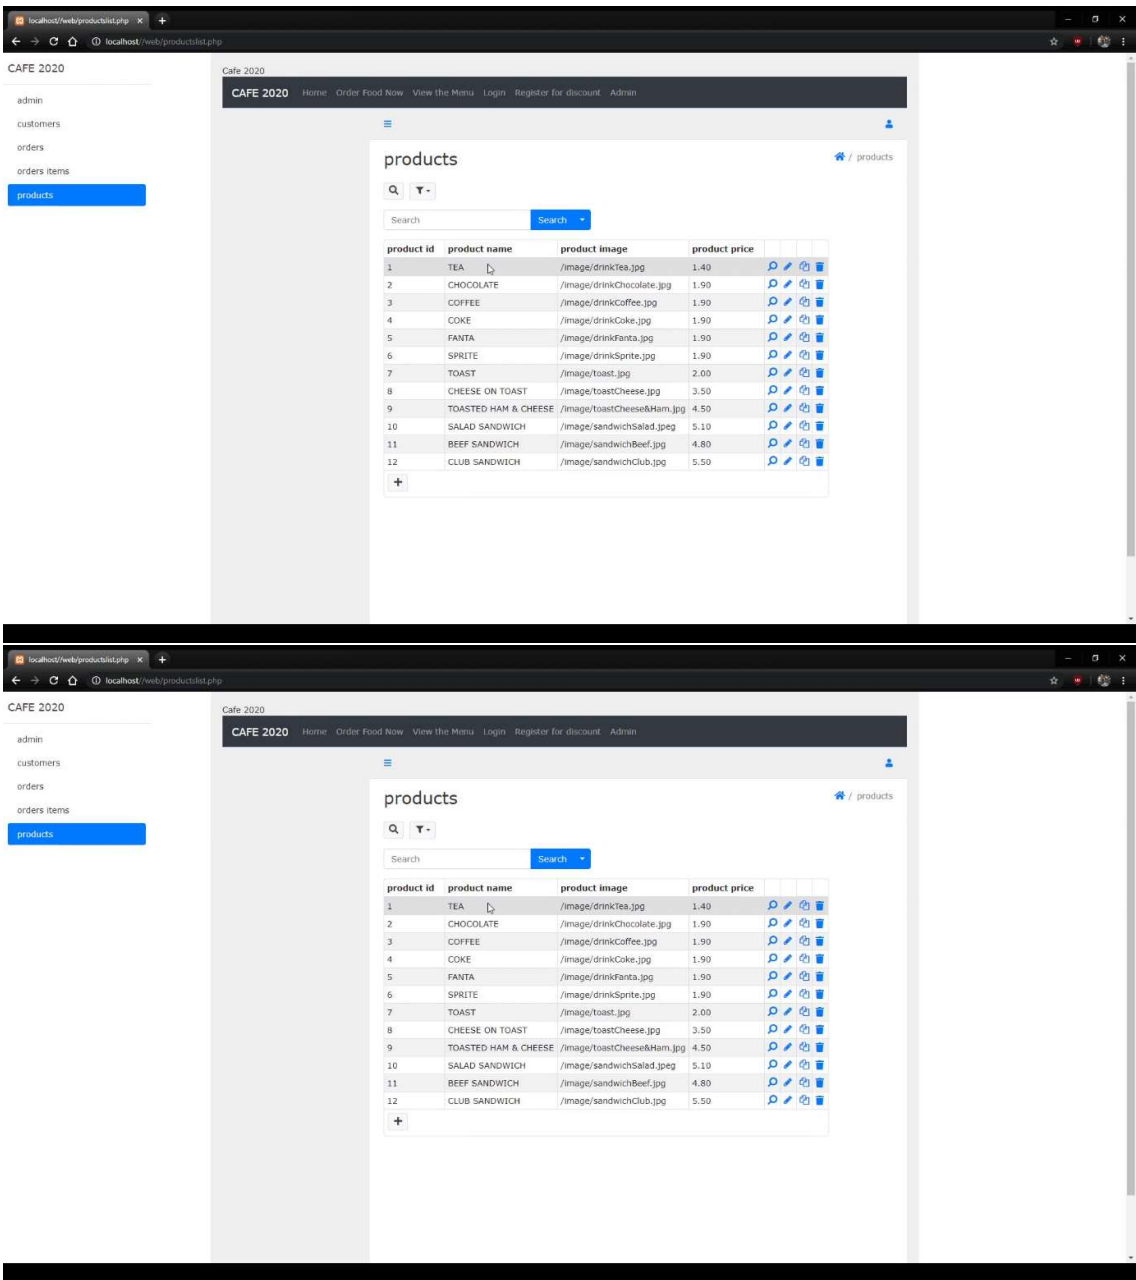 localhost//web/productslist.php
localhost//web/productslist.php
CAFE 2020
admin
customers
orders
orders items
products
Cafe 2020
CAFE 2020 Home Order Food Now View the Menu Login Register for discount Admin
products
/ products
Search Search
product id product name product image product price
1 TEA /image/drinkTea.jpg 1.40
2 CHOCOLATE /image/drinkChocolate.jpg 1.90
3 COFFEE /image/drinkCoffee.jpg 1.90
4 COKE /image/drinkCoke.jpg 1.90
5 FANTA /image/drinkFanta.jpg 1.90
6 SPRITE /image/drinkSprite.jpg 1.90
7 TOAST /image/toast.jpg 2.00
8 CHEESE ON TOAST /image/toastCheese.jpg 3.50
9 TOASTED HAM & CHEESE /image/toastCheese&Ham.jpg 4.50
10 SALAD SANDWICH /image/sandwichSalad.jpeg 5.10
11 BEEF SANDWICH /image/sandwichBeef.jpg 4.80
12 CLUB SANDWICH /image/sandwichClub.jpg 5.50
localhost//web/productslist.php
localhost//web/productslist.php
CAFE 2020
admin
customers
orders
orders items
products
Cafe 2020
CAFE 2020 Home Order Food Now View the Menu Login Register for discount Admin
products
/ products
Search Search
product id product name product image product price
1 TEA /image/drinkTea.jpg 1.40
2 CHOCOLATE /image/drinkChocolate.jpg 1.90
3 COFFEE /image/drinkCoffee.jpg 1.90
4 COKE /image/drinkCoke.jpg 1.90
5 FANTA /image/drinkFanta.jpg 1.90
6 SPRITE /image/drinkSprite.jpg 1.90
7 TOAST /image/toast.jpg 2.00
8 CHEESE ON TOAST /image/toastCheese.jpg 3.50
9 TOASTED HAM & CHEESE /image/toastCheese&Ham.jpg 4.50
10 SALAD SANDWICH /image/sandwichSalad.jpeg 5.10
11 BEEF SANDWICH /image/sandwichBeef.jpg 4.80
12 CLUB SANDWICH /image/sandwichClub.jpg 5.50